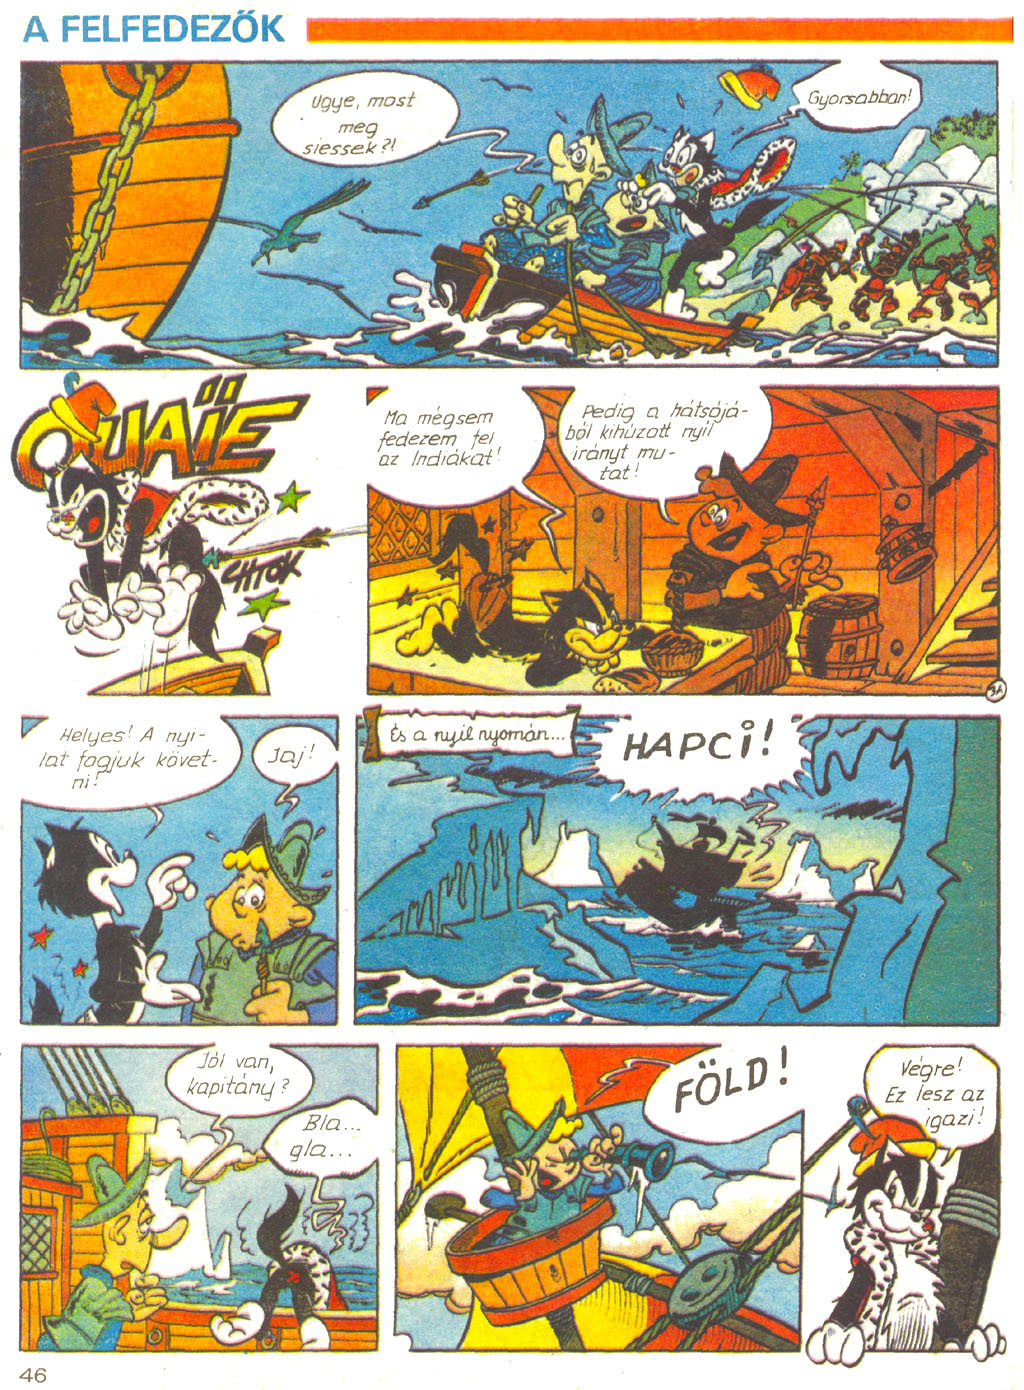 A FELFEDEZŐK
Ugye, most
meg
siessek?!
Gyorsabban!
QUAÏE
CHTOK
Ma mégsem
fedezem fel
az Indiákat!
Pedig a hátsójá-
ból kihúzott nyíl
irányt mu-
tat!
3A
Helyes! A nyi-
lat fogjuk követ-
ni!
Jaj!
És a nyíl nyomán...
HAPCI!
Jól van,
kapitány?
Bla...
gla...
FÖLD!
Végre!
Ez lesz az
igazi!
46